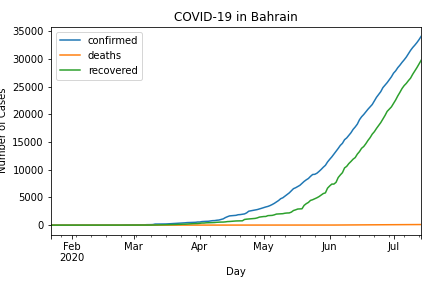 COVID-19 in Bahrain
confirmed
deaths
recovered
35000
30000
25000
20000
15000
10000
5000
0
Number of Cases
Feb
2020
Mar
Apr
May
Jun
Jul
Day